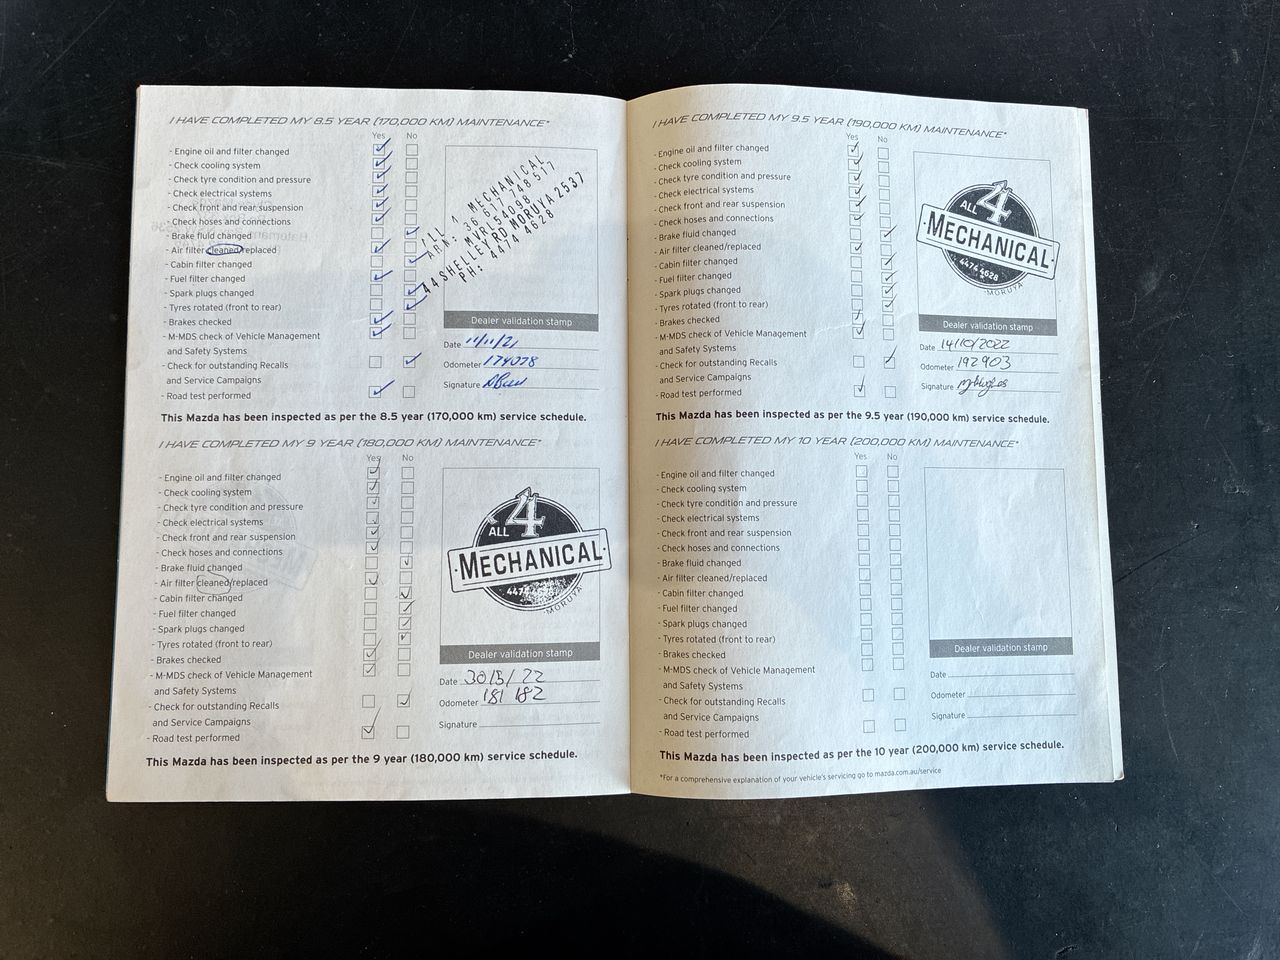 I HAVE COMPLETED MY 8.5 YEAR (170,000 KM) MAINTENANCE*
Yes No
- Engine oil and filter changed
- Check cooling system
- Check tyre condition and pressure
- Check electrical systems
- Check front and rear suspension
- Check hoses and connections
- Brake fluid changed
- Air filter cleaned/replaced
- Cabin filter changed
- Fuel filter changed
- Spark plugs changed
- Tyres rotated (front to rear)
- Brakes checked
- M-MDS check of Vehicle Management
and Safety Systems
- Check for outstanding Recalls
and Service Campaigns
- Road test performed
MECHANICAL
ABN: 36 617 748 517
MVRL54098
44SHELLEY RD MORUYA 2537
PH: 4474 4628
Dealer validation stamp
Date 11/11/21
Odometer 174078
Signature
This Mazda has been inspected as per the 8.5 year (170,000 km) service schedule.
I HAVE COMPLETED MY 9 YEAR (180,000 KM) MAINTENANCE*
Yes No
- Engine oil and filter changed
- Check cooling system
- Check tyre condition and pressure
- Check electrical systems
- Check front and rear suspension
- Check hoses and connections
- Brake fluid changed
- Air filter cleaned/replaced
- Cabin filter changed
- Fuel filter changed
- Spark plugs changed
- Tyres rotated (front to rear)
- Brakes checked
- M-MDS check of Vehicle Management
and Safety Systems
- Check for outstanding Recalls
and Service Campaigns
- Road test performed
ALL 4
MECHANICAL
MORUYA
Dealer validation stamp
Date 30/3/22
Odometer 181 182
Signature
This Mazda has been inspected as per the 9 year (180,000 km) service schedule.
I HAVE COMPLETED MY 9.5 YEAR (190,000 KM) MAINTENANCE*
Yes No
- Engine oil and filter changed
- Check cooling system
- Check tyre condition and pressure
- Check electrical systems
- Check front and rear suspension
- Check hoses and connections
- Brake fluid changed
- Air filter cleaned/replaced
- Cabin filter changed
- Fuel filter changed
- Spark plugs changed
- Tyres rotated (front to rear)
- Brakes checked
- M-MDS check of Vehicle Management
and Safety Systems
- Check for outstanding Recalls
and Service Campaigns
- Road test performed
ALL 4
MECHANICAL
4474 4628
MORUYA
Dealer validation stamp
Date 14/10/2022
Odometer 192903
Signature
This Mazda has been inspected as per the 9.5 year (190,000 km) service schedule.
I HAVE COMPLETED MY 10 YEAR (200,000 KM) MAINTENANCE*
Yes No
- Engine oil and filter changed
- Check cooling system
- Check tyre condition and pressure
- Check electrical systems
- Check front and rear suspension
- Check hoses and connections
- Brake fluid changed
- Air filter cleaned/replaced
- Cabin filter changed
- Fuel filter changed
- Spark plugs changed
- Tyres rotated (front to rear)
- Brakes checked
- M-MDS check of Vehicle Management
and Safety Systems
- Check for outstanding Recalls
and Service Campaigns
- Road test performed
Dealer validation stamp
Date
Odometer
Signature
This Mazda has been inspected as per the 10 year (200,000 km) service schedule.
*For a comprehensive explanation of your vehicle's servicing go to mazda.com.au/service